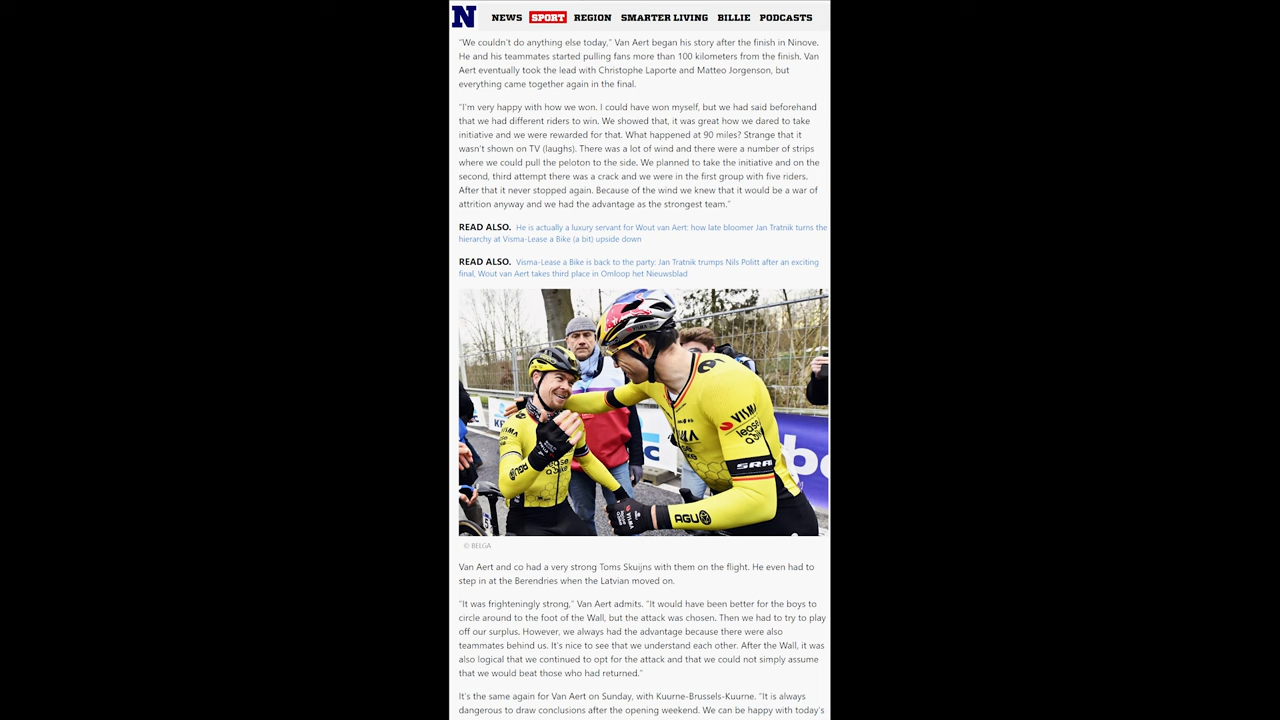 N NEWS SPORT REGION SMARTER LIVING BILLIE PODCASTS
"We couldn't do anything else today," Van Aert began his story after the finish in Ninove.
He and his teammates started pulling fans more than 100 kilometers from the finish. Van
Aert eventually took the lead with Christophe Laporte and Matteo Jorgenson, but
everything came together again in the final.
"I'm very happy with how we won. I could have won myself, but we had said beforehand
that we had different riders to win. We showed that, it was great how we dared to take
initiative and we were rewarded for that. What happened at 90 miles? Strange that it
wasn't shown on TV (laughs). There was a lot of wind and there were a number of strips
where we could pull the peloton to the side. We planned to take the initiative and on the
second, third attempt there was a crack and we were in the first group with five riders.
After that it never stopped again. Because of the wind we knew that it would be a war of
attrition anyway and we had the advantage as the strongest team."
READ ALSO. He is actually a luxury servant for Wout van Aert: how late bloomer Jan Tratnik turns the
hierarchy at Visma-Lease a Bike (a bit) upside down
READ ALSO. Visma-Lease a Bike is back to the party: Jan Tratnik trumps Nils Politt after an exciting
final, Wout van Aert takes third place in Omloop het Nieuwsblad
VISMA
VISMA
lease
a bike
SRAM
AGU
VISMA
lease
a bike
AGU
© BELGA
Van Aert and co had a very strong Toms Skuijns with them on the flight. He even had to
step in at the Berendries when the Latvian moved on.
"It was frighteningly strong," Van Aert admits. "It would have been better for the boys to
circle around to the foot of the Wall, but the attack was chosen. Then we had to try to play
off our surplus. However, we always had the advantage because there were also
teammates behind us. It's nice to see that we understand each other. After the Wall, it was
also logical that we continued to opt for the attack and that we could not simply assume
that we would beat those who had returned."
It's the same again for Van Aert on Sunday, with Kuurne-Brussels-Kuurne. "It is always
dangerous to draw conclusions after the opening weekend. We can be happy with today's